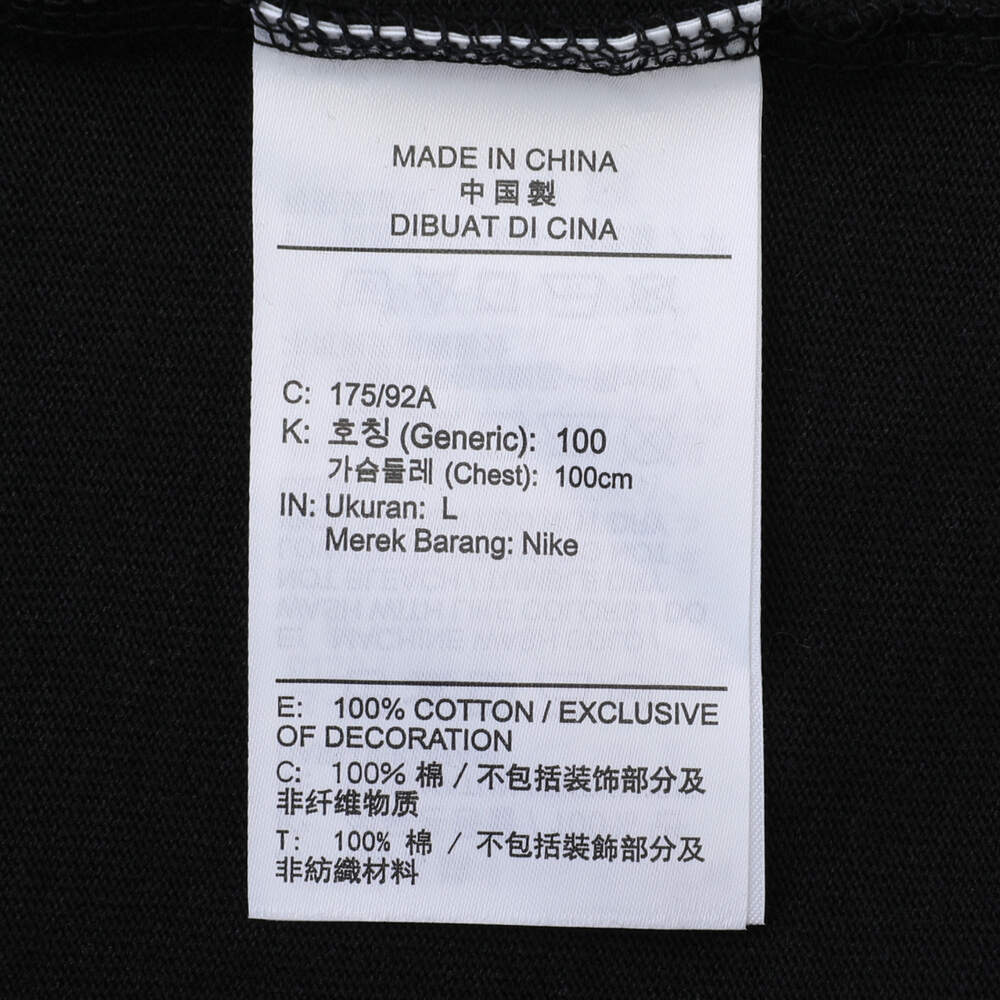 MADE IN CHINA
中国製
DIBUAT DI CINA
C: 175/92A
K: 호칭 (Generic): 100
가슴둘레 (Chest): 100cm
IN: Ukuran: L
Merek Barang: Nike
E: 100% COTTON / EXCLUSIVE
OF DECORATION
C: 100% 棉 / 不包括装饰部分及
非纤维物质
T: 100% 棉 / 不包括裝飾部分及
非紡織材料